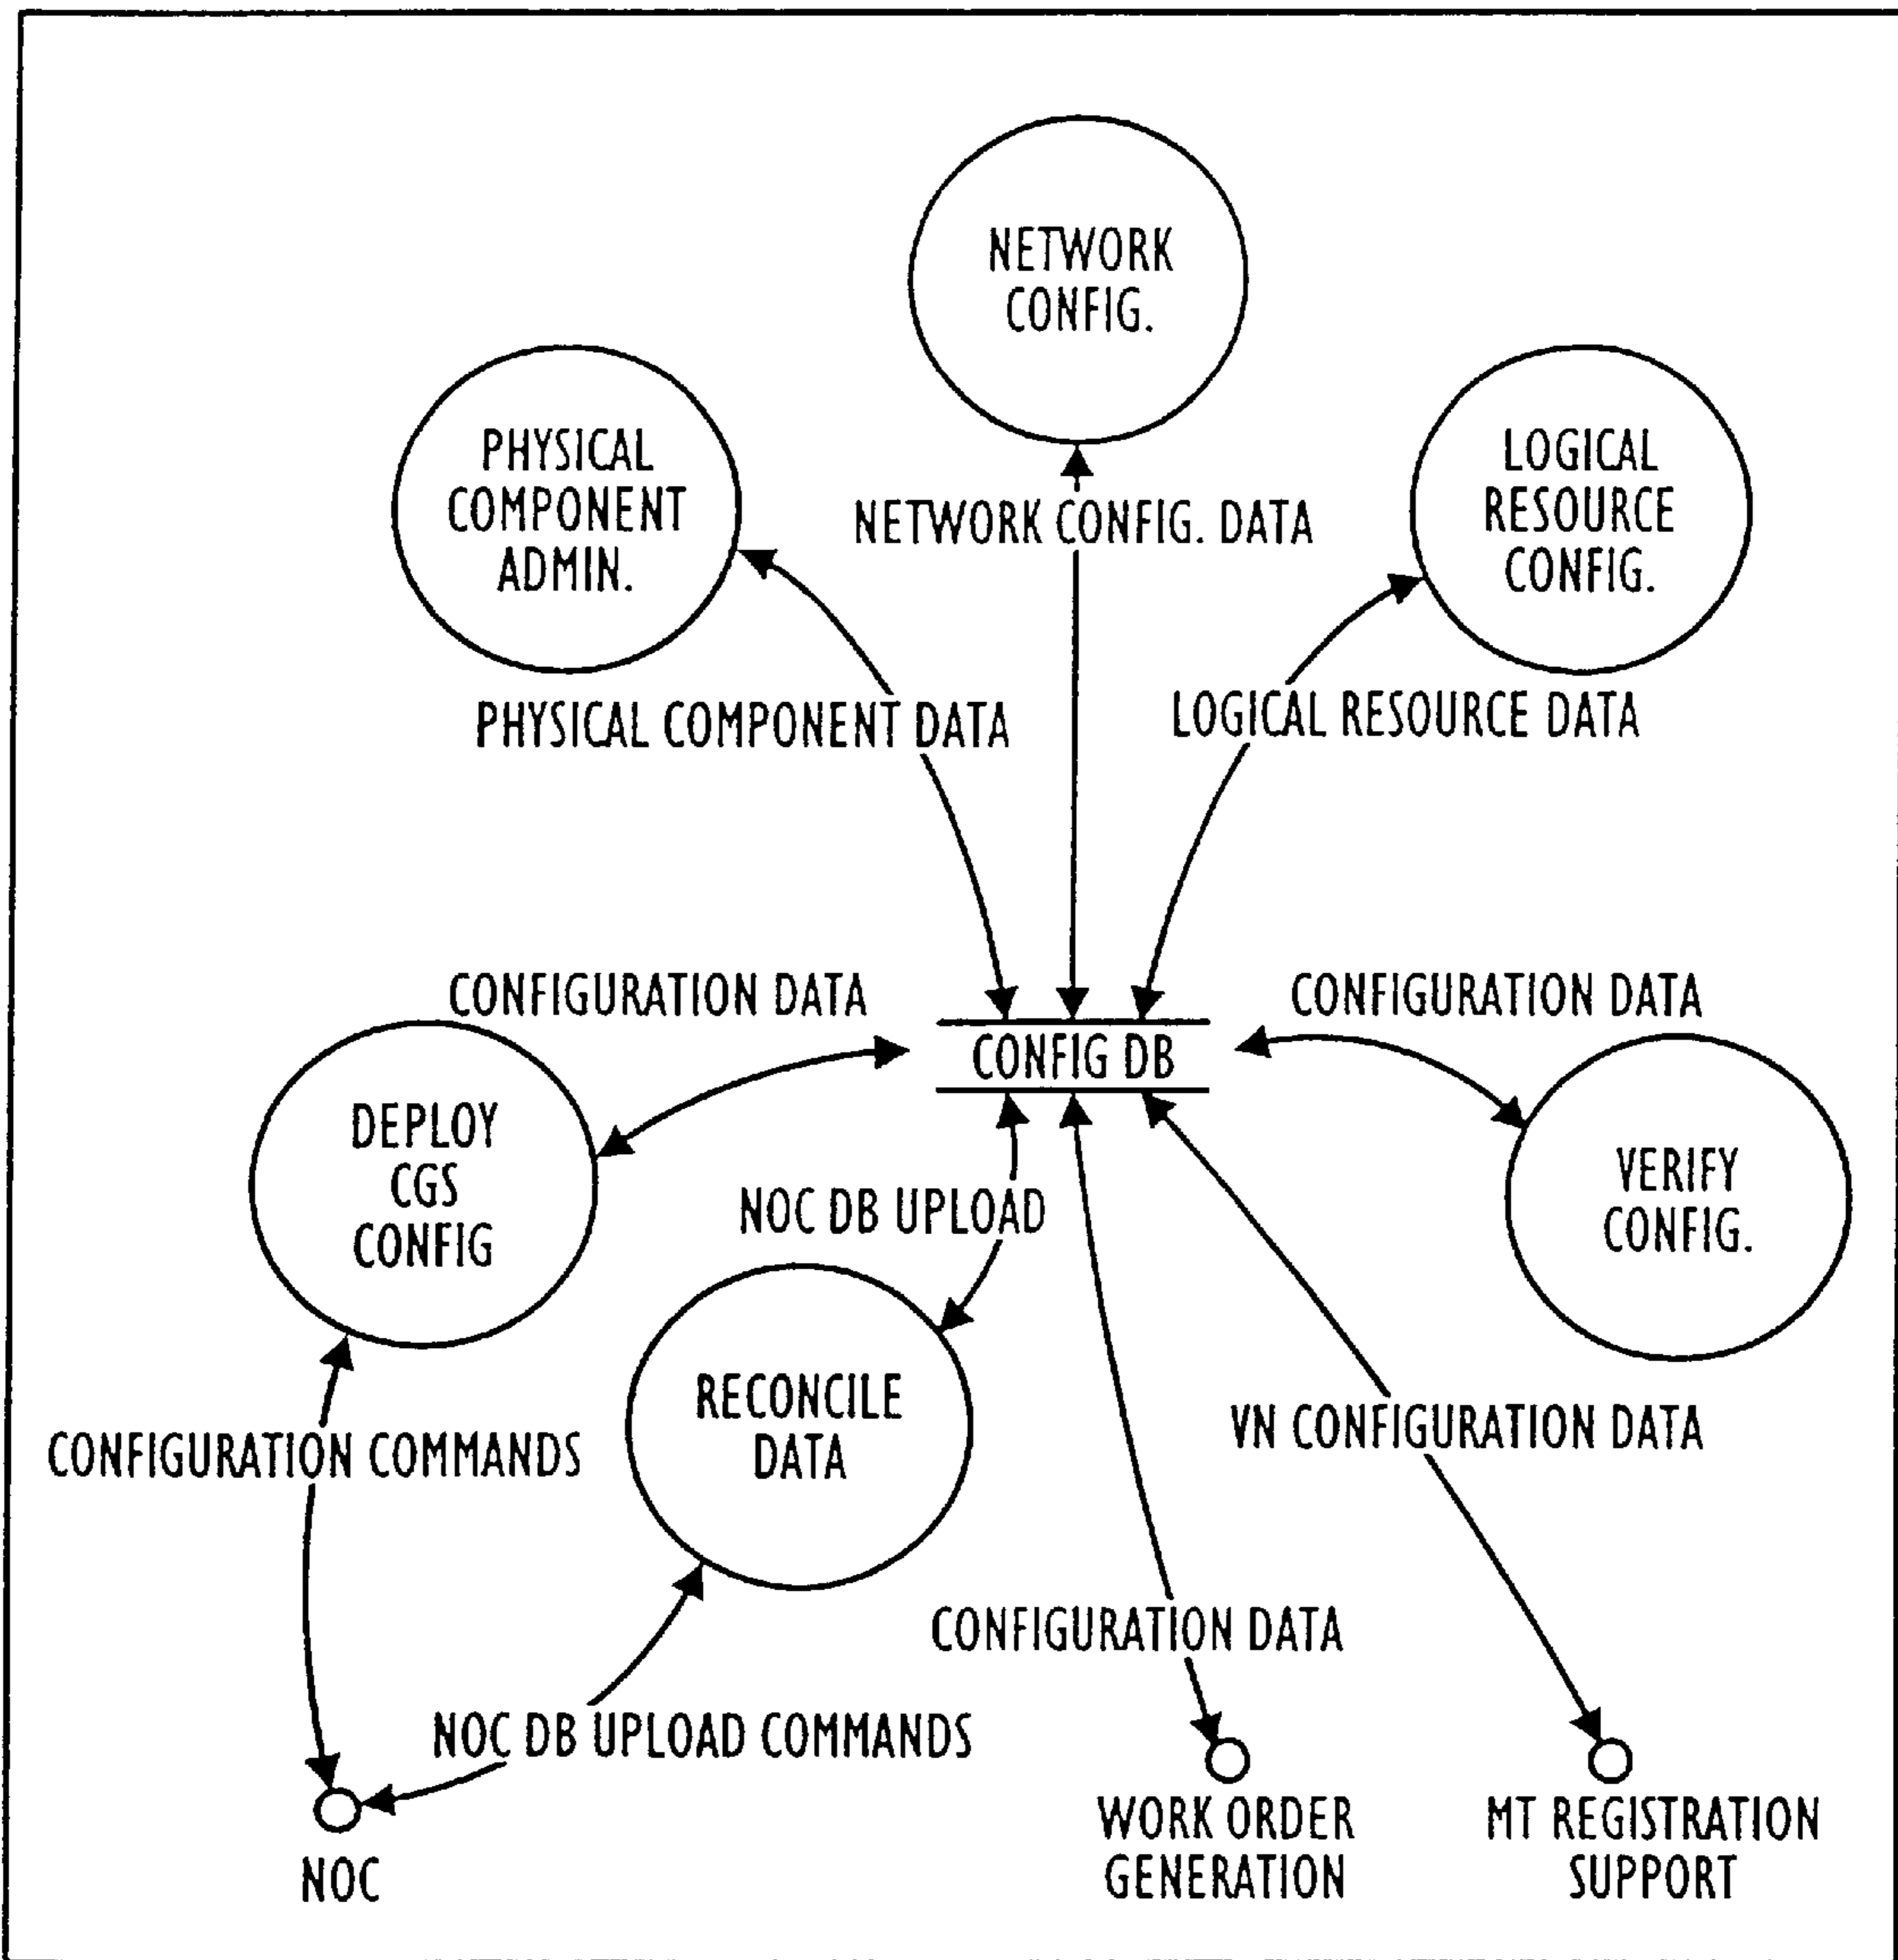 NETWORK
CONFIG.
PHYSICAL
COMPONENT
ADMIN.
NETWORK CONFIG. DATA
LOGICAL
RESOURCE
CONFIG.
PHYSICAL COMPONENT DATA
LOGICAL RESOURCE DATA
CONFIGURATION DATA
CONFIGURATION DATA
CONFIG DB
DEPLOY
CGS
CONFIG
NOC DB UPLOAD
VERIFY
CONFIG.
RECONCILE
DATA
CONFIGURATION COMMANDS
VN CONFIGURATION DATA
CONFIGURATION DATA
NOC DB UPLOAD COMMANDS
NOC
WORK ORDER
GENERATION
MT REGISTRATION
SUPPORT